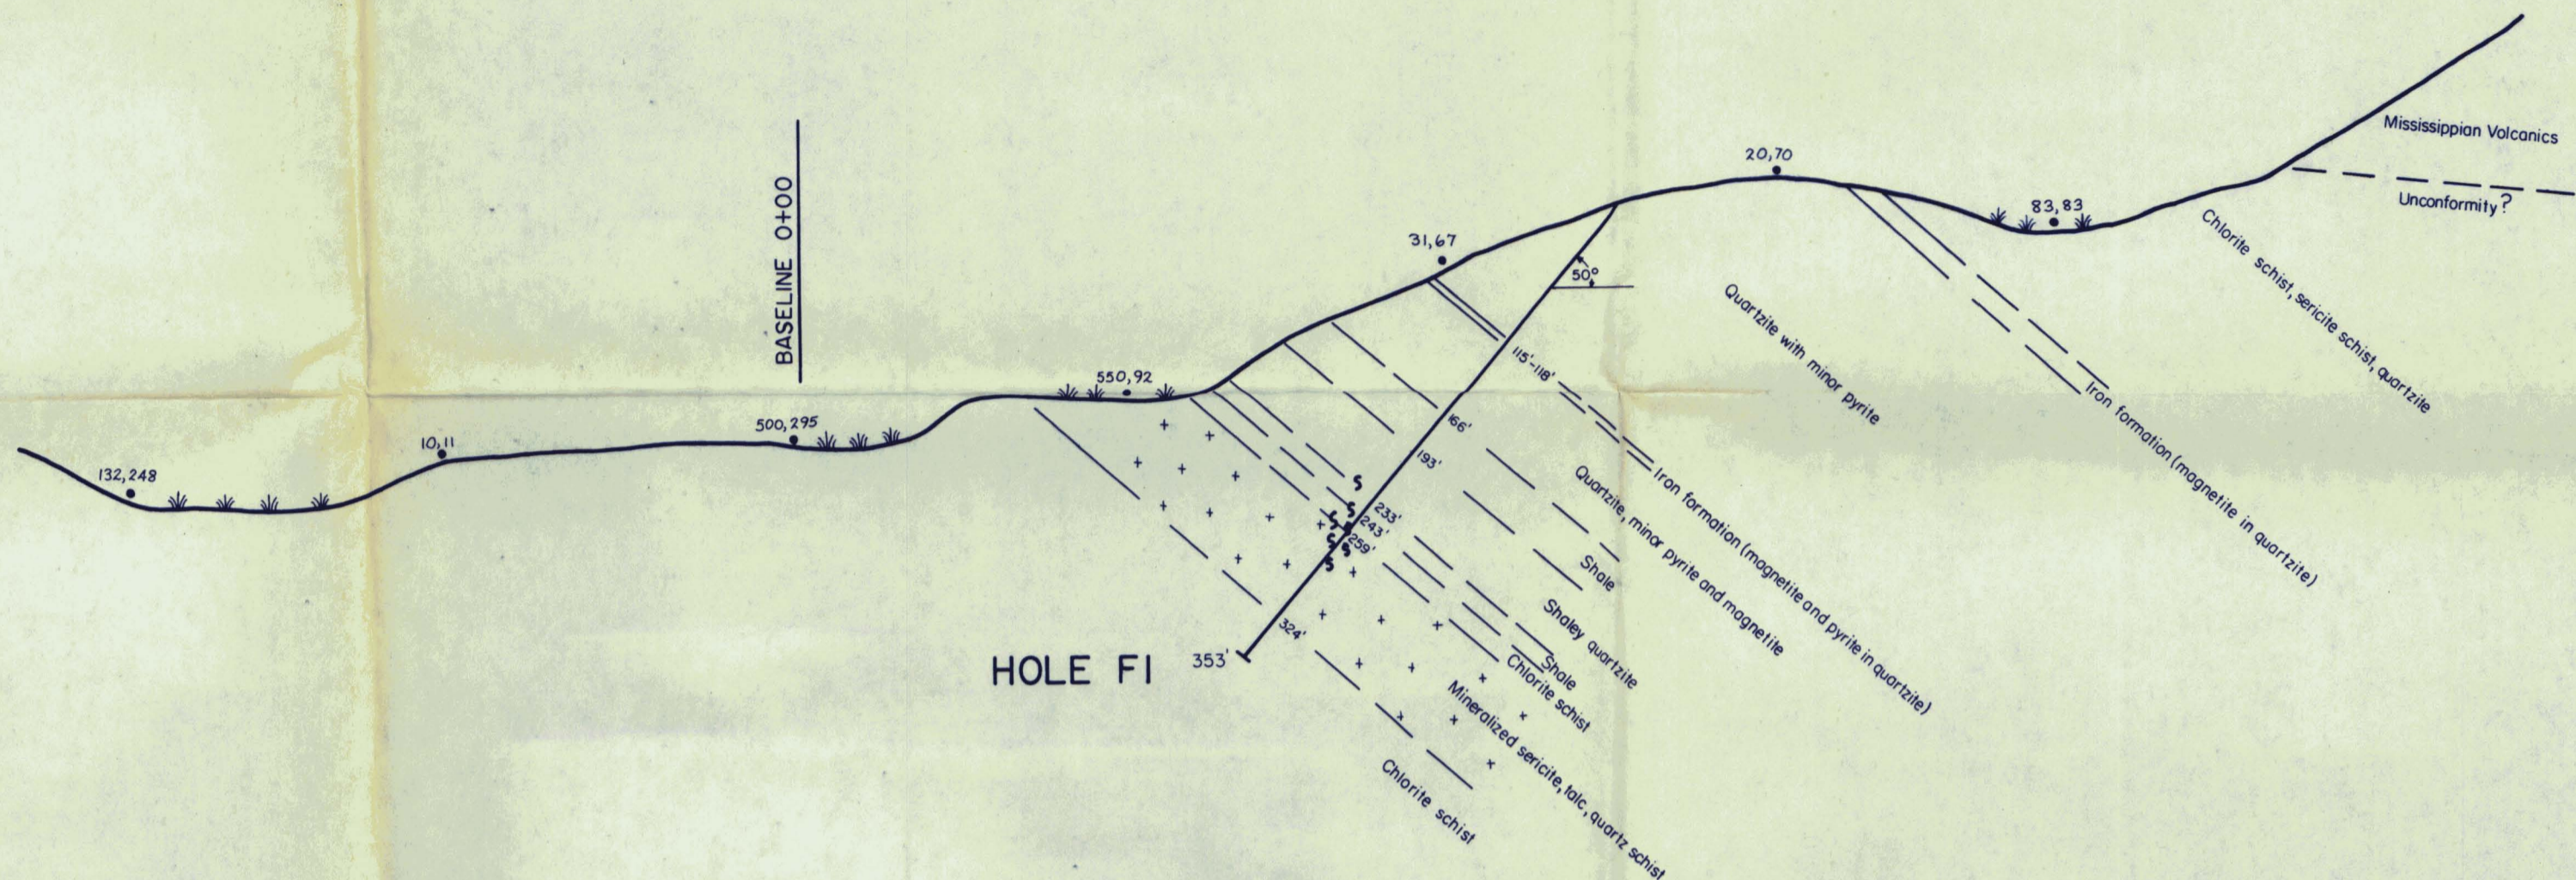 Mississippian Volcanics
Unconformity?
20,70
83,83
BASELINE 0+00
31,67
50°
Chlorite schist, sericite schist, quartzite
Quartzite with minor pyrite
Iron formation (magnetite in quartzite)
115'-118'
550,92
500,295
10,11
132,248
166'
193'
233'
243'
259'
324'
353'
HOLE F1
Iron formation (magnetite and pyrite in quartzite)
Quartzite, minor pyrite and magnetite
Shale
Shaley quartzite
Shale
Chlorite schist
Mineralized sericite, talc, quartz schist
Chlorite schist